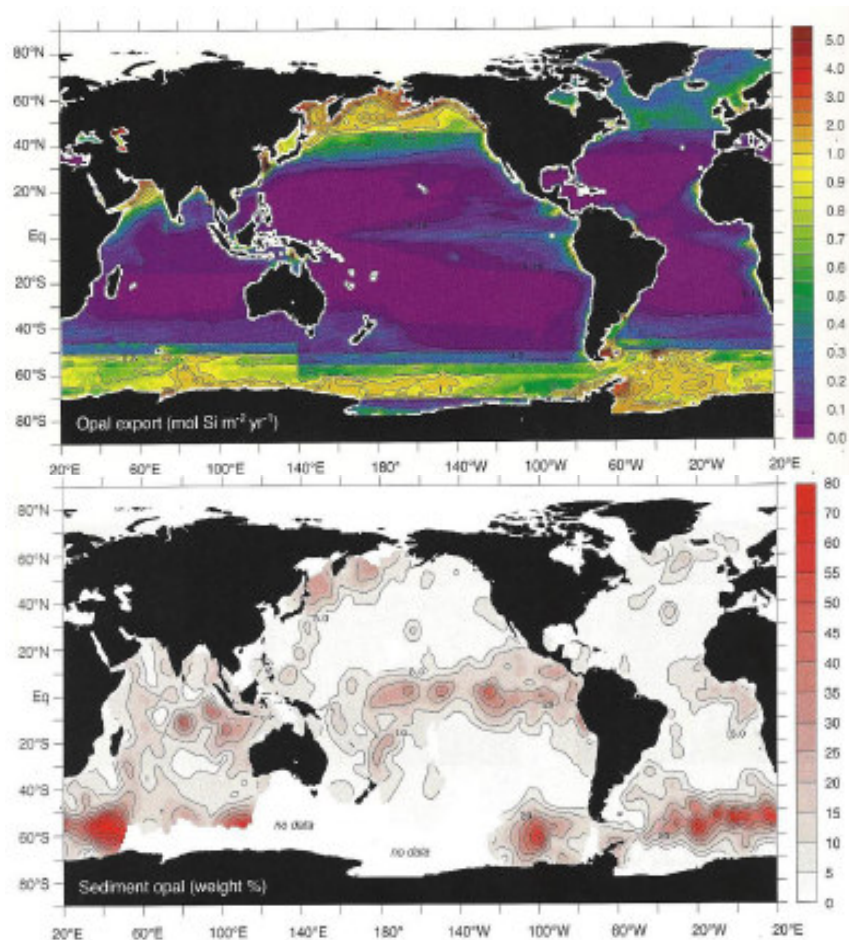 80°N
60°N
40°N
20°N
Eq
20°S
40°S
60°S
80°S
Opal export (mol Si m⁻² yr⁻¹)
20°E 60°E 100°E 140°E 180° 140°W 100°W 60°W 20°W 20°E
5.0
4.0
3.0
2.0
1.0
0.9
0.8
0.7
0.6
0.5
0.4
0.3
0.2
0.1
0.0
80°N
60°N
40°N
20°N
Eq
20°S
40°S
60°S
80°S
5.0
no data
no data
Sediment opal (weight %)
20°E 60°E 100°E 140°E 180° 140°W 100°W 60°W 20°W 20°E
80
70
60
55
50
45
40
35
30
25
20
15
10
5
0